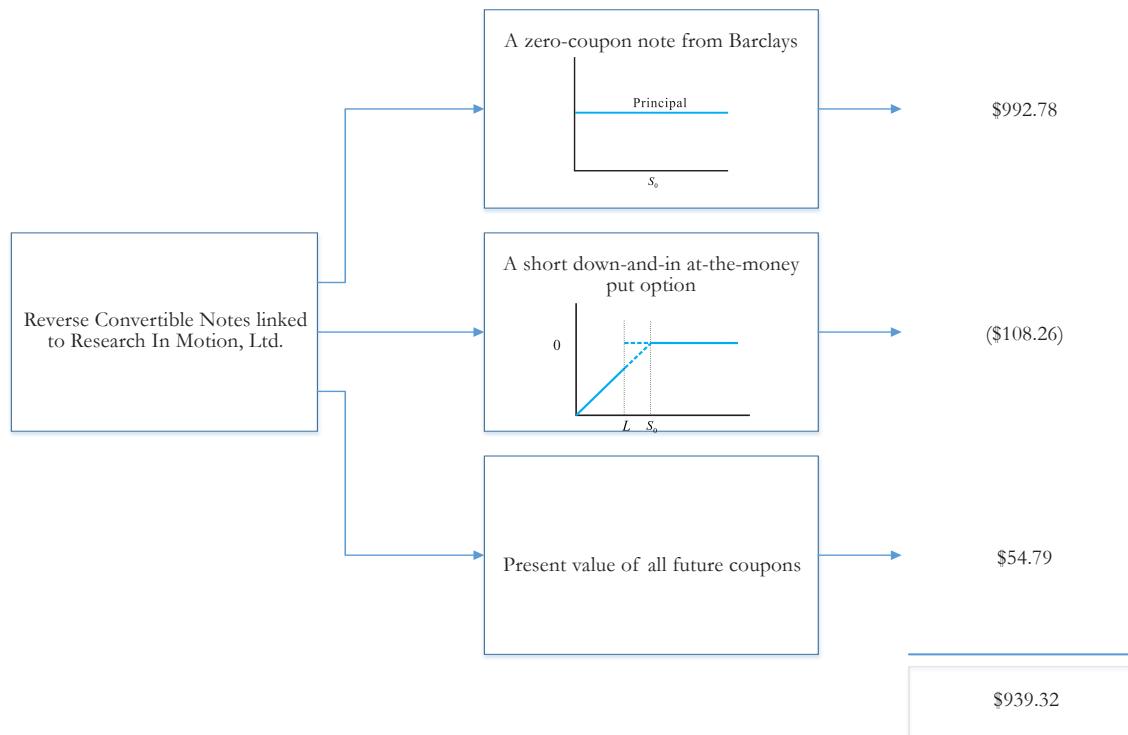 A zero-coupon note from Barclays
Principal
S₀
$992.78
Reverse Convertible Notes linked
to Research In Motion, Ltd.
A short down-and-in at-the-money
put option
0
L S₀
($108.26)
Present value of all future coupons
$54.79
$939.32